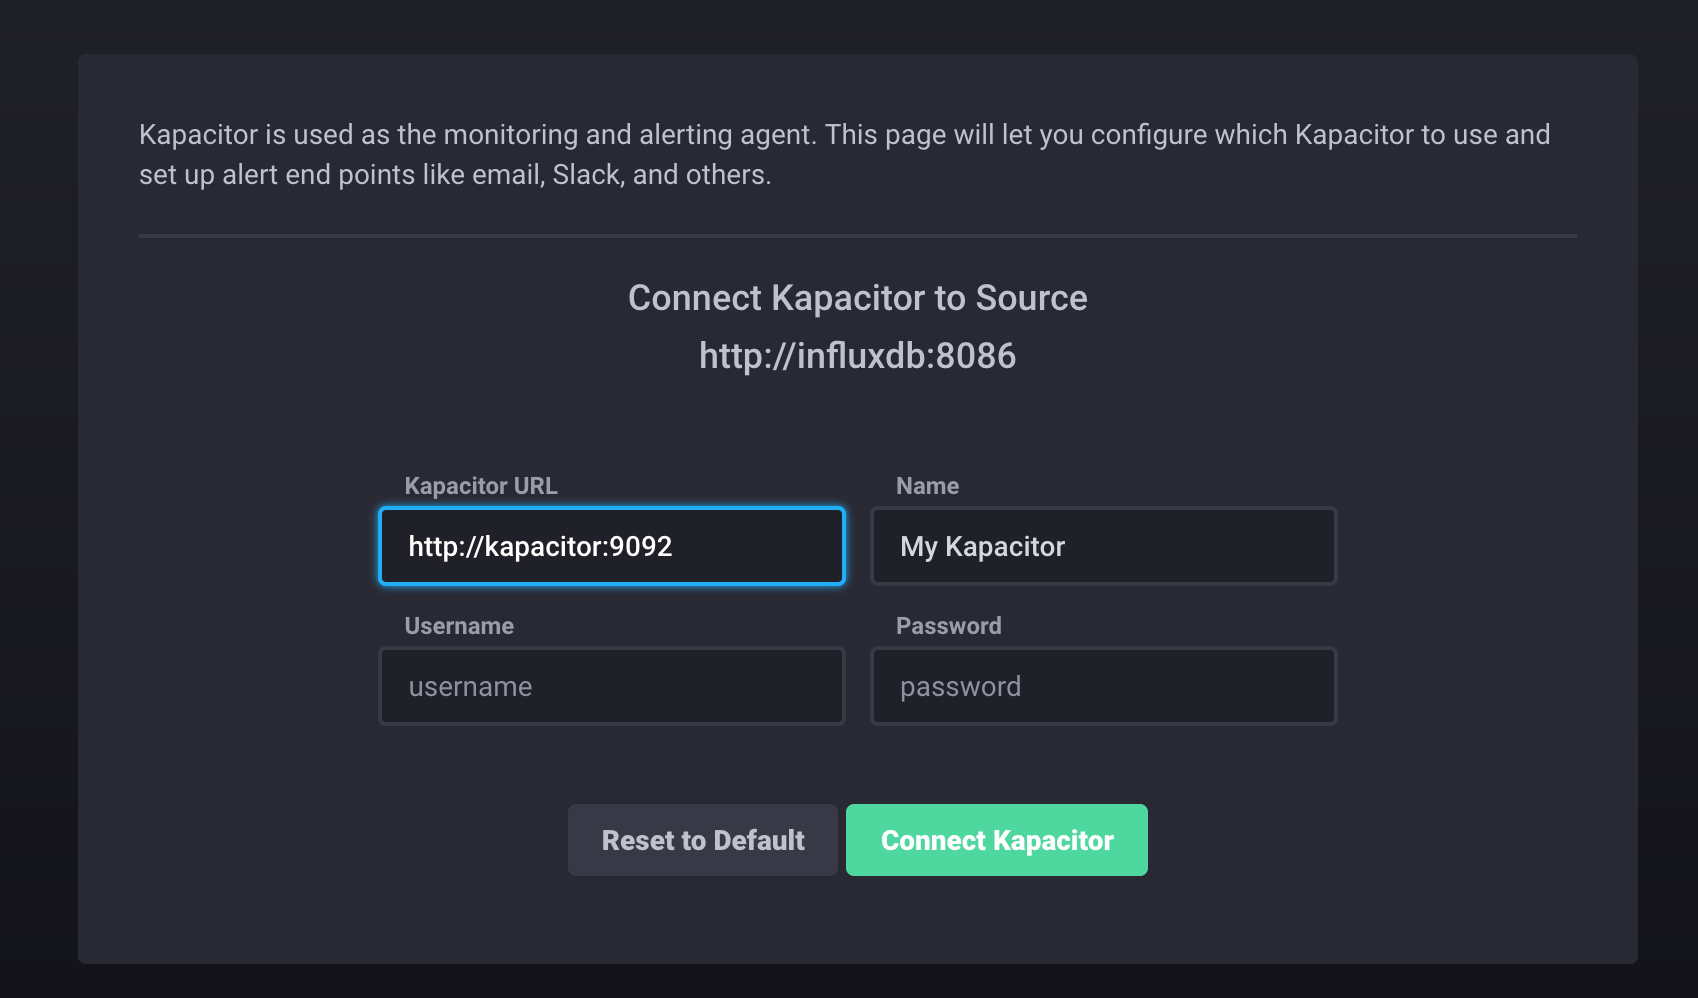 Kapacitor is used as the monitoring and alerting agent. This page will let you configure which Kapacitor to use and
set up alert end points like email, Slack, and others.
Connect Kapacitor to Source
http://influxdb:8086
Kapacitor URL
Name
http://kapacitor:9092
My Kapacitor
Username
Password
username
password
Reset to Default
Connect Kapacitor